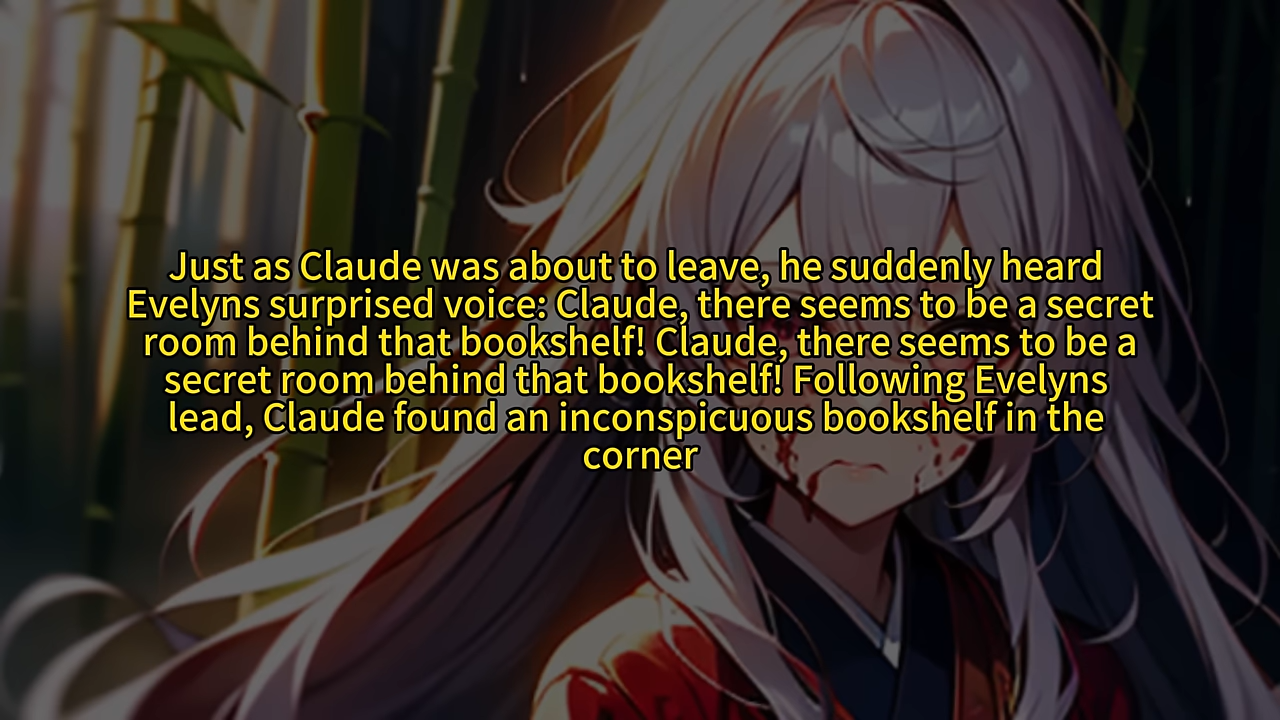 Just as Claude was about to leave, he suddenly heard
Evelyns surprised voice: Claude, there seems to be a secret
room behind that bookshelf! Claude, there seems to be a
secret room behind that bookshelf! Following Evelyns
lead, Claude found an inconspicuous bookshelf in the
corner